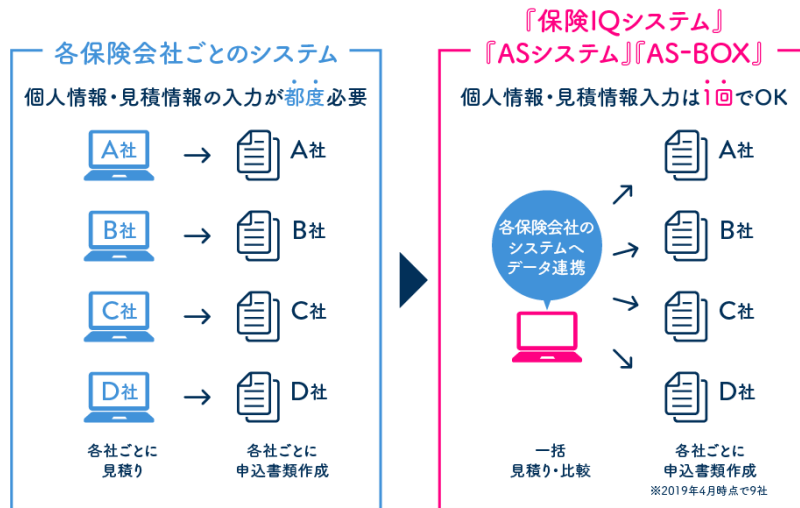 各保険会社ごとのシステム
個人情報・見積情報の入力が都度必要
A社
A社
B社
B社
C社
C社
D社
D社
各社ごとに
見積り
各社ごとに
申込書類作成
『保険IQシステム』
『ASシステム』『AS-BOX』
個人情報・見積情報入力は1回でOK
各保険会社の
システムへ
データ連携
A社
B社
C社
D社
一括
見積り・比較
各社ごとに
申込書類作成
※2019年4月時点で9社